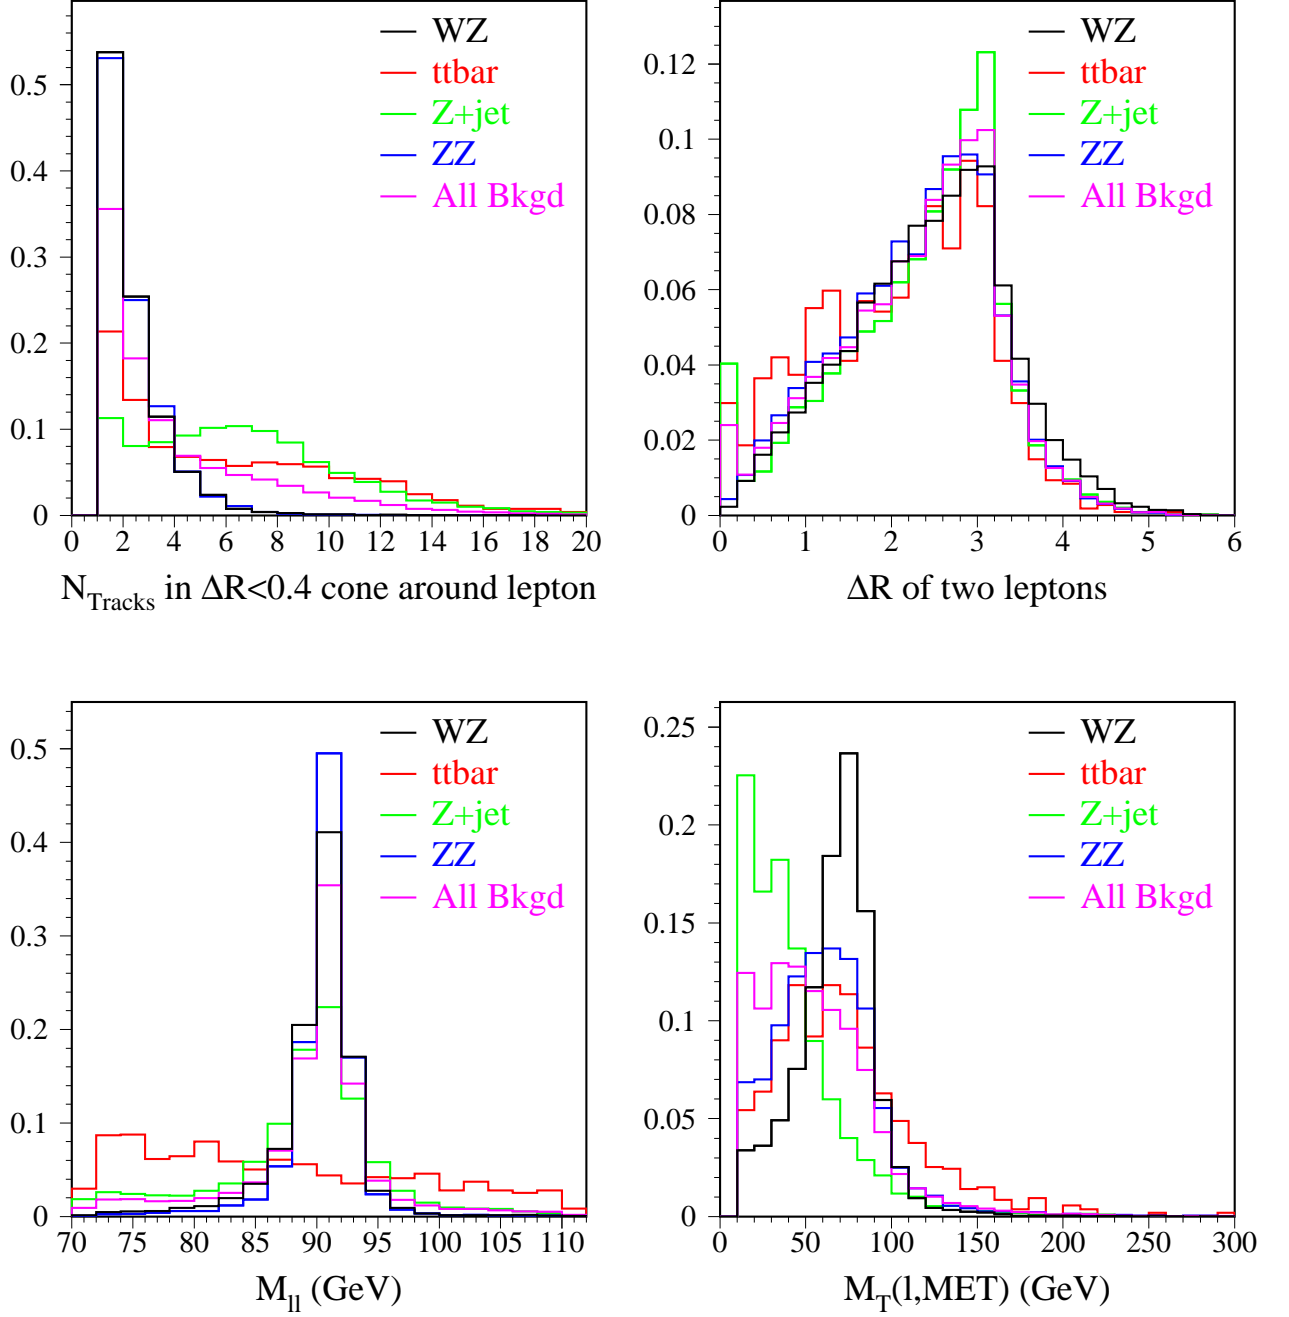 WZ
ttbar
Z+jet
ZZ
All Bkgd
0.5
0.4
0.3
0.2
0.1
0
0 2 4 6 8 10 12 14 16 18 20
N_Tracks in ΔR<0.4 cone around lepton
WZ
ttbar
Z+jet
ZZ
All Bkgd
0.12
0.1
0.08
0.06
0.04
0.02
0
0 1 2 3 4 5 6
ΔR of two leptons
WZ
ttbar
Z+jet
ZZ
All Bkgd
0.5
0.4
0.3
0.2
0.1
0
70 75 80 85 90 95 100 105 110
M_ll (GeV)
WZ
ttbar
Z+jet
ZZ
All Bkgd
0.25
0.2
0.15
0.1
0.05
0
0 50 100 150 200 250 300
M_T(l,MET) (GeV)